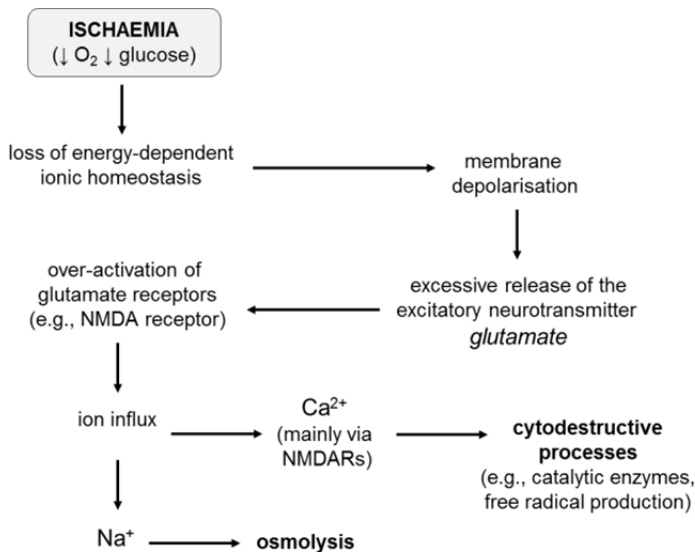 ISCHAEMIA
(↓ O₂ ↓ glucose)
loss of energy-dependent
ionic homeostasis
membrane
depolarisation
excessive release of the
excitatory neurotransmitter
glutamate
over-activation of
glutamate receptors
(e.g., NMDA receptor)
ion influx
Ca²⁺
(mainly via
NMDARs)
cytodestructive
processes
(e.g., catalytic enzymes,
free radical production)
Na⁺
osmolysis